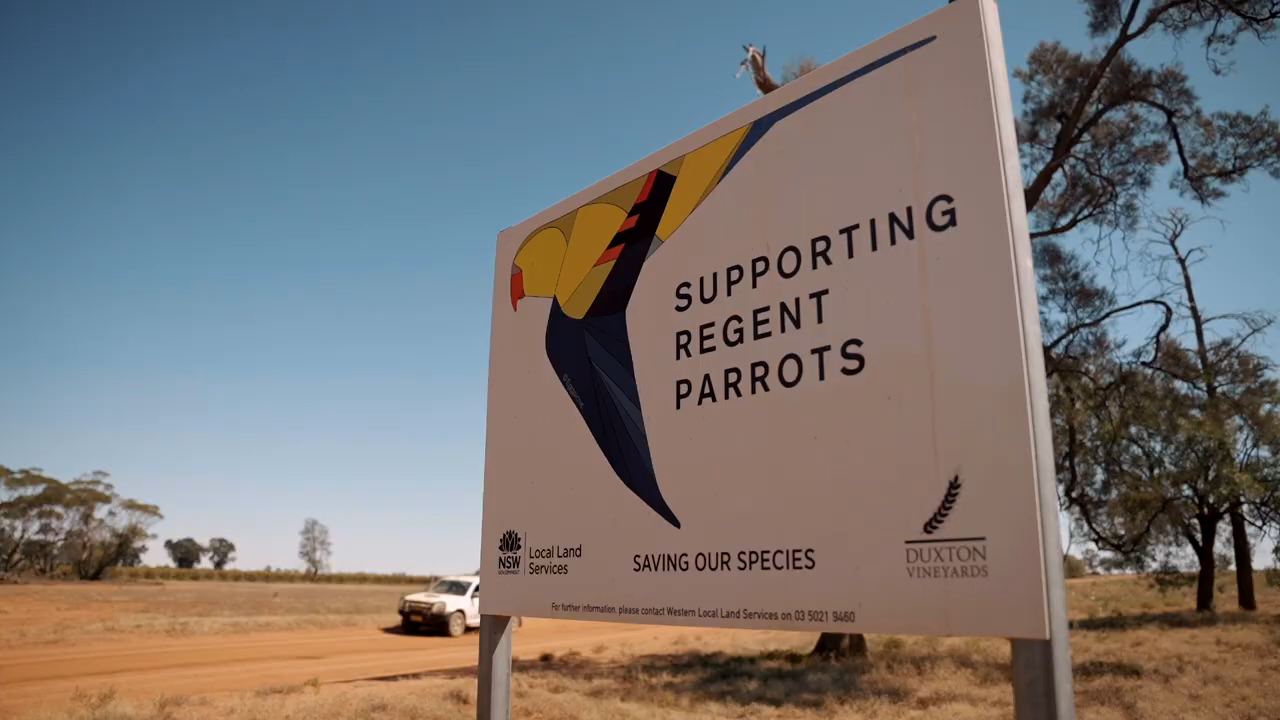 SUPPORTING
REGENT
PARROTS
NSW
GOVERNMENT
Local Land
Services
SAVING OUR SPECIES
DUXTON
VINEYARDS
For further information, please contact Western Local Land Services on 03 5021 9460